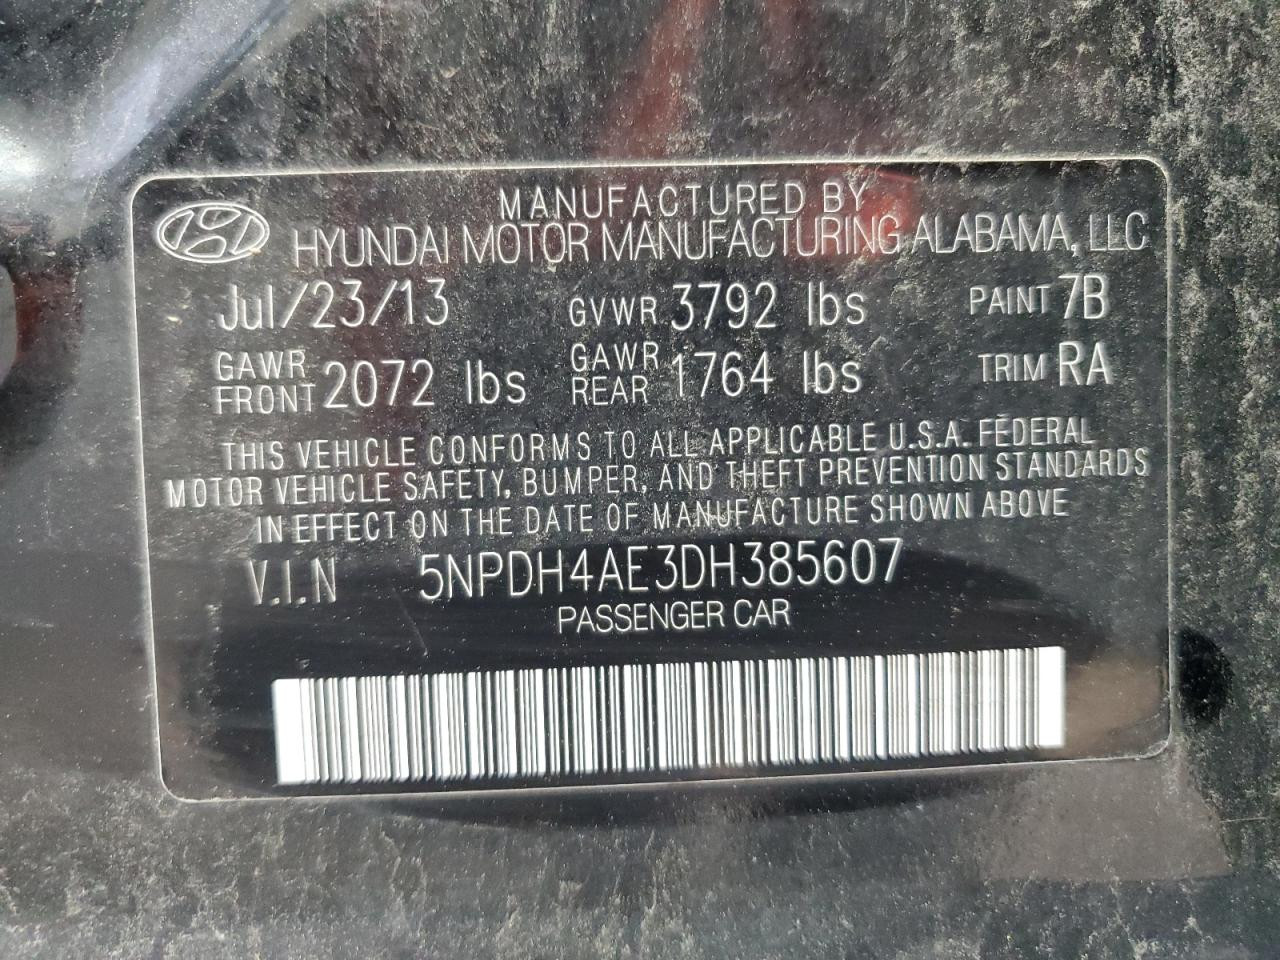 MANUFACTURED BY
HYUNDAI MOTOR MANUFACTURING ALABAMA, LLC
Jul/23/13 GVWR 3792 lbs PAINT 7B
GAWR FRONT 2072 lbs GAWR REAR 1764 lbs TRIM RA
THIS VEHICLE CONFORMS TO ALL APPLICABLE U.S.A. FEDERAL
MOTOR VEHICLE SAFETY, BUMPER, AND THEFT PREVENTION STANDARDS
IN EFFECT ON THE DATE OF MANUFACTURE SHOWN ABOVE
V.I.N 5NPDH4AE3DH385607
PASSENGER CAR